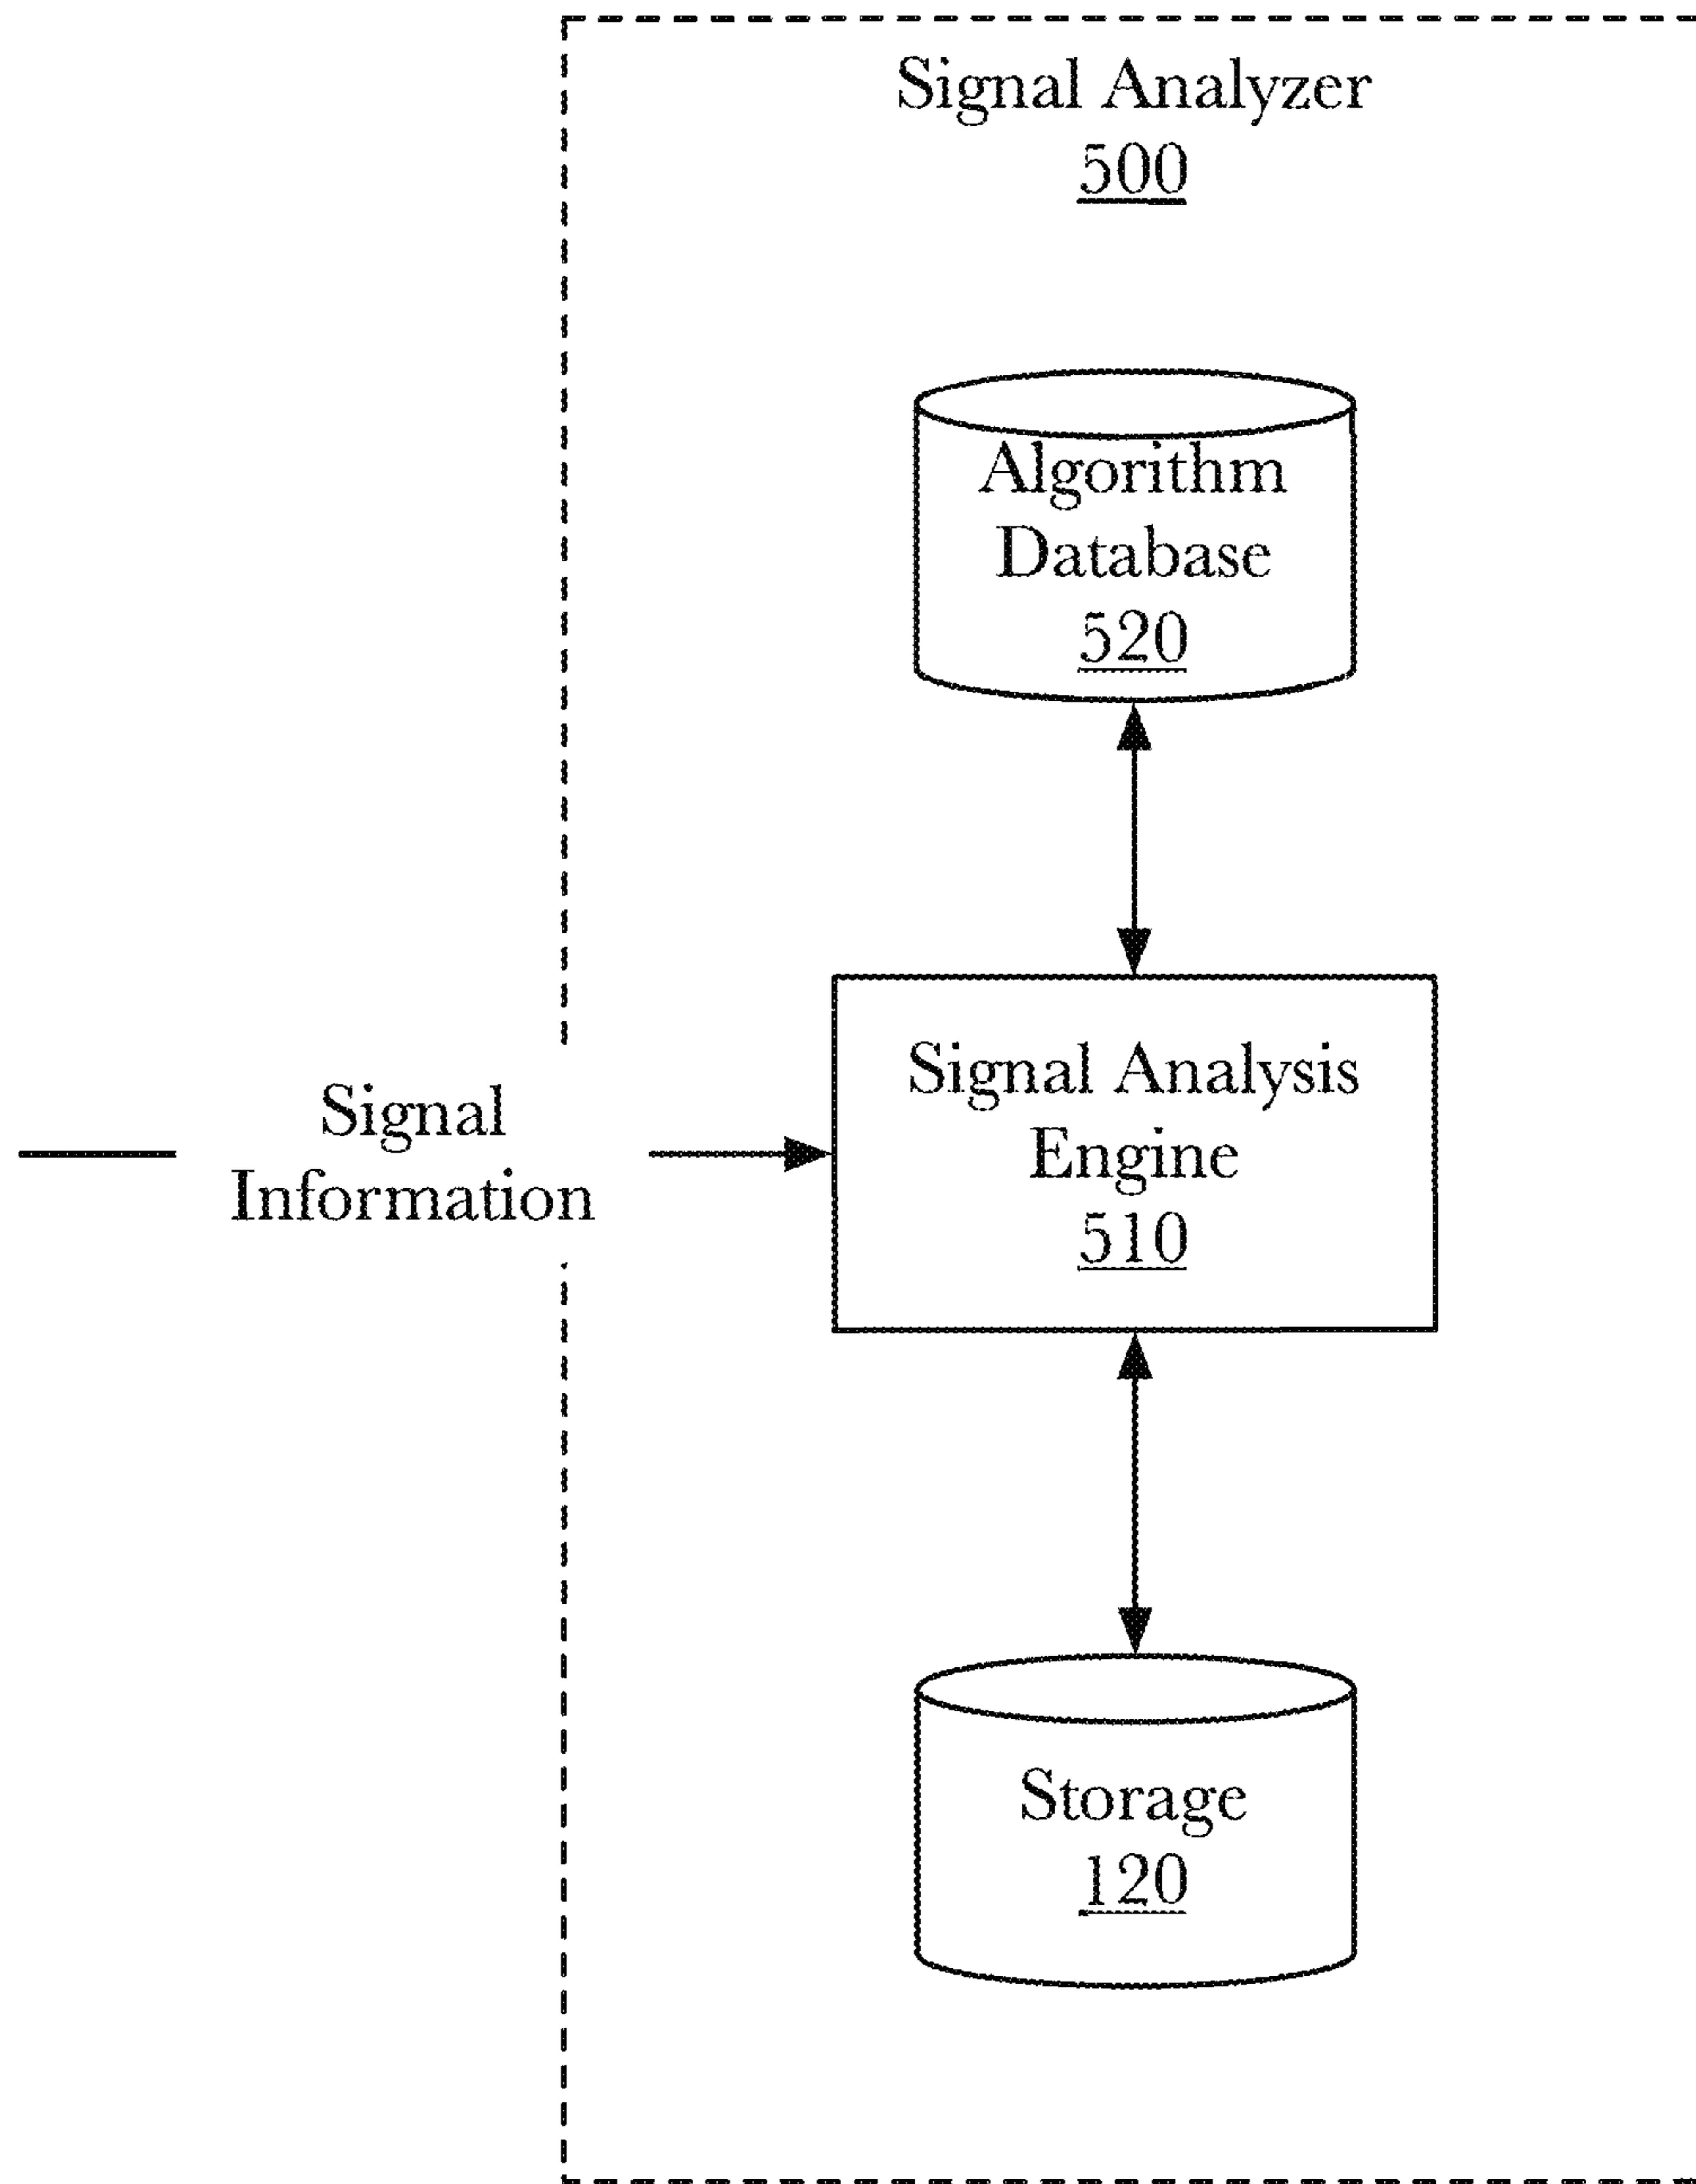 Signal Analyzer
500
Algorithm
Database
520
Signal
Information
Signal Analysis
Engine
510
Storage
120